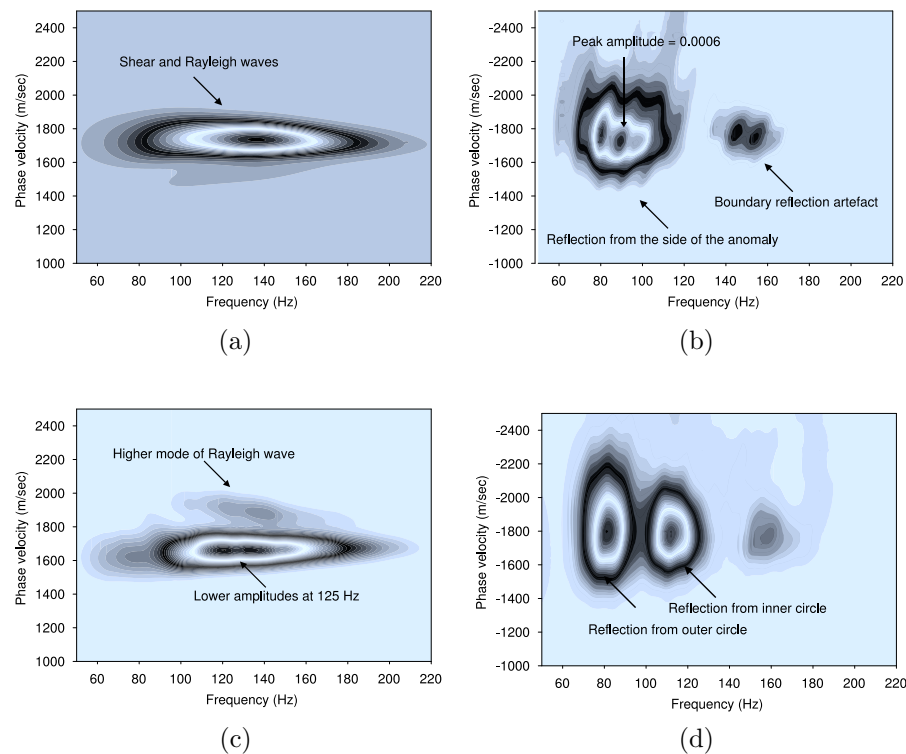 2400
2200
2000
1800
1600
1400
1200
1000
Phase velocity (m/sec)
60 80 100 120 140 160 180 200 220
Frequency (Hz)
Shear and Rayleigh waves
(a)
-2400
-2200
-2000
-1800
-1600
-1400
-1200
-1000
Phase velocity (m/sec)
60 80 100 120 140 160 180 200 220
Frequency (Hz)
Peak amplitude = 0.0006
Boundary reflection artefact
Reflection from the side of the anomaly
(b)
2400
2200
2000
1800
1600
1400
1200
1000
Phase velocity (m/sec)
60 80 100 120 140 160 180 200 220
Frequency (Hz)
Higher mode of Rayleigh wave
Lower amplitudes at 125 Hz
(c)
-2400
-2200
-2000
-1800
-1600
-1400
-1200
-1000
Phase velocity (m/sec)
60 80 100 120 140 160 180 200 220
Frequency (Hz)
Reflection from inner circle
Reflection from outer circle
(d)